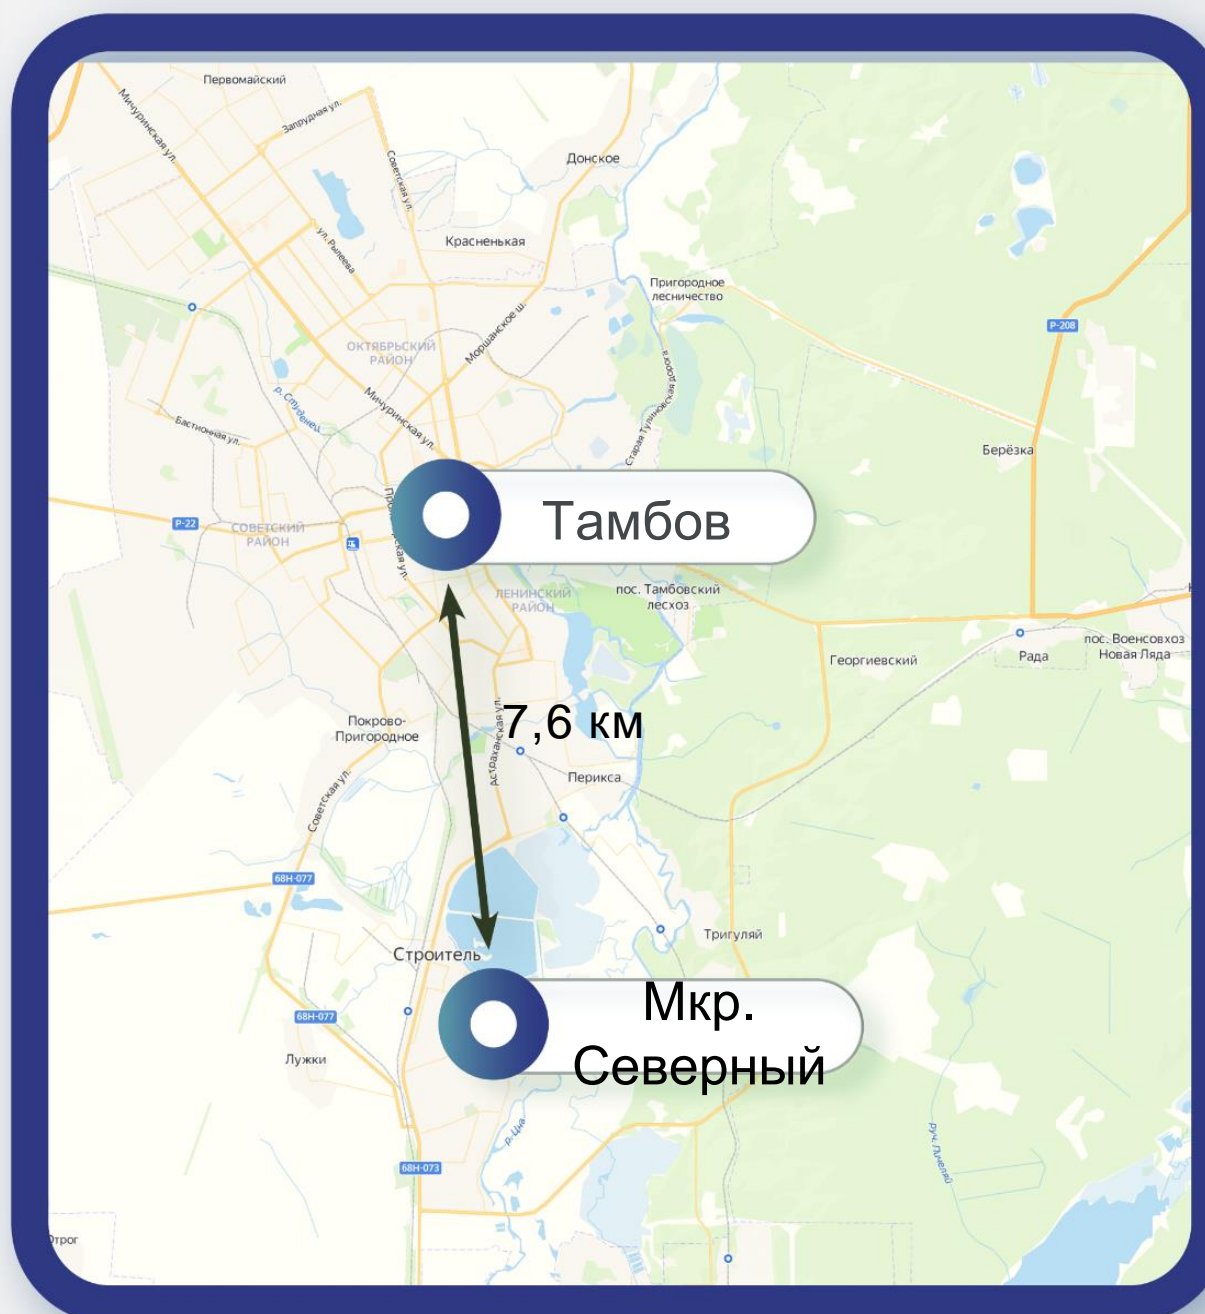 Первомайский
Мичуринская ул.
Запрудная ул.
Советская ул.
Донское
ул. Рылеева
Красненькая
Пригородное
лесничество
Моршанское ш.
Р-208
ОКТЯБРЬСКИЙ
РАЙОН
Старая Тулиновская дорога
р. Студенец
Мичуринская ул.
Бастионная ул.
Берёзка
Тамбов
Р-22
СОВЕТСКИЙ
РАЙОН
ЛЕНИНСКИЙ
РАЙОН
пос. Тамбовский
лесхоз
пос. Военсовхоз
Новая Ляда
Георгиевский
Рада
7,6 км
Покрово-
Пригородное
Астраханская ул.
Перикса
Советская ул.
68Н-077
Тригуляй
Строитель
Мкр.
Северный
68Н-077
Лужки
р. Цна
руч. Пичеляй
68Н-073
Отрог